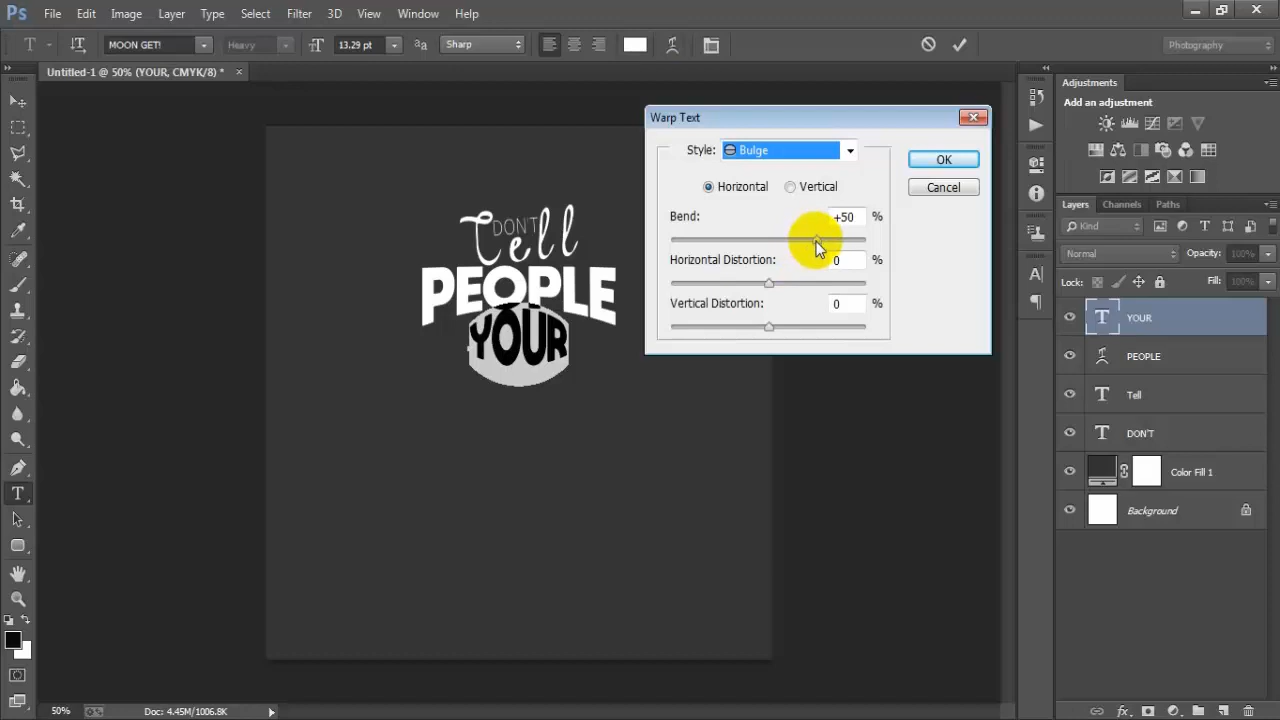 Ps File Edit Image Layer Type Select Filter 3D View Window Help
T MOON GET! Heavy 13.29 pt aa Sharp Photography
Untitled-1 @ 50% (YOUR, CMYK/8) *
Adjustments
Add an adjustment
Layers Channels Paths
Kind
Normal Opacity: 100%
Lock: Fill: 100%
T YOUR
PEOPLE
T Tell
T DON'T
Color Fill 1
Background
Warp Text
Style: Bulge
OK
Horizontal Vertical
Cancel
Bend: +50 %
Horizontal Distortion: 0 %
Vertical Distortion: 0 %
DON'T
Tell
PEOPLE
YOUR
50% Doc: 4.45M/1006.8K